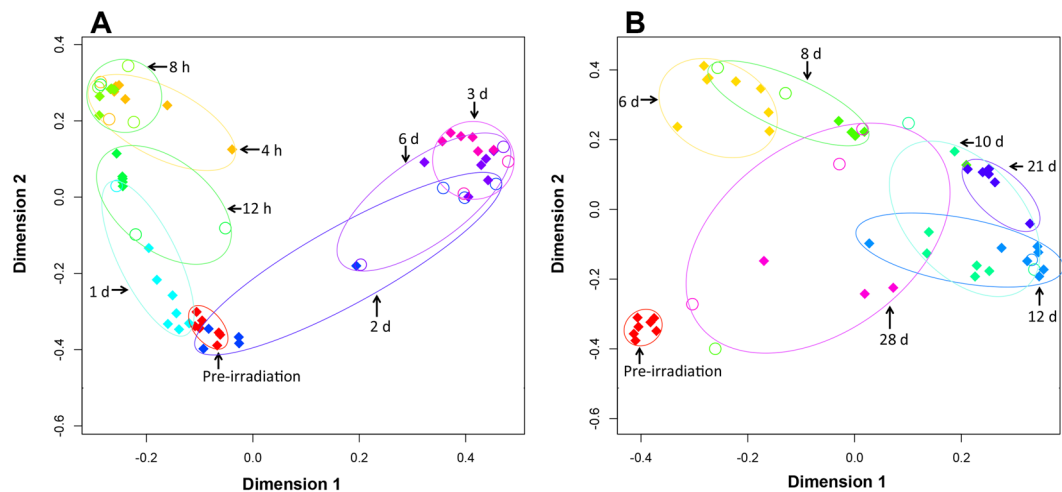 A
B
8 h
4 h
12 h
1 d
3 d
6 d
2 d
Pre-irradiation
0.4
0.2
0.0
-0.2
-0.4
-0.6
Dimension 2
-0.2
0.0
0.2
0.4
Dimension 1
8 d
6 d
10 d
21 d
12 d
28 d
Pre-irradiation
0.4
0.2
0.0
-0.2
-0.4
-0.6
Dimension 2
-0.4
-0.2
0.0
0.2
Dimension 1